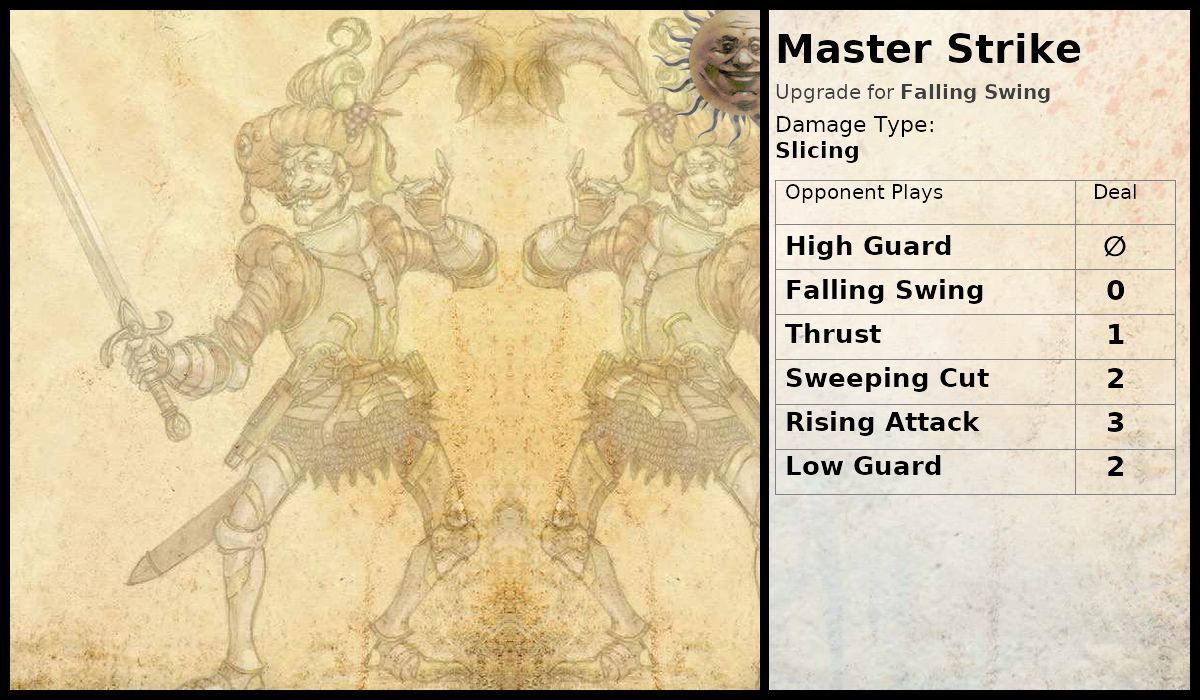 Master Strike
Upgrade for Falling Swing
Damage Type:
Slicing
Opponent Plays Deal
High Guard ∅
Falling Swing 0
Thrust 1
Sweeping Cut 2
Rising Attack 3
Low Guard 2